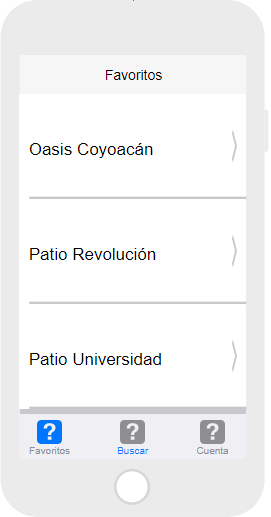 Favoritos
Oasis Coyoacán
Patio Revolución
Patio Universidad
? ? ?
Favoritos Buscar Cuenta